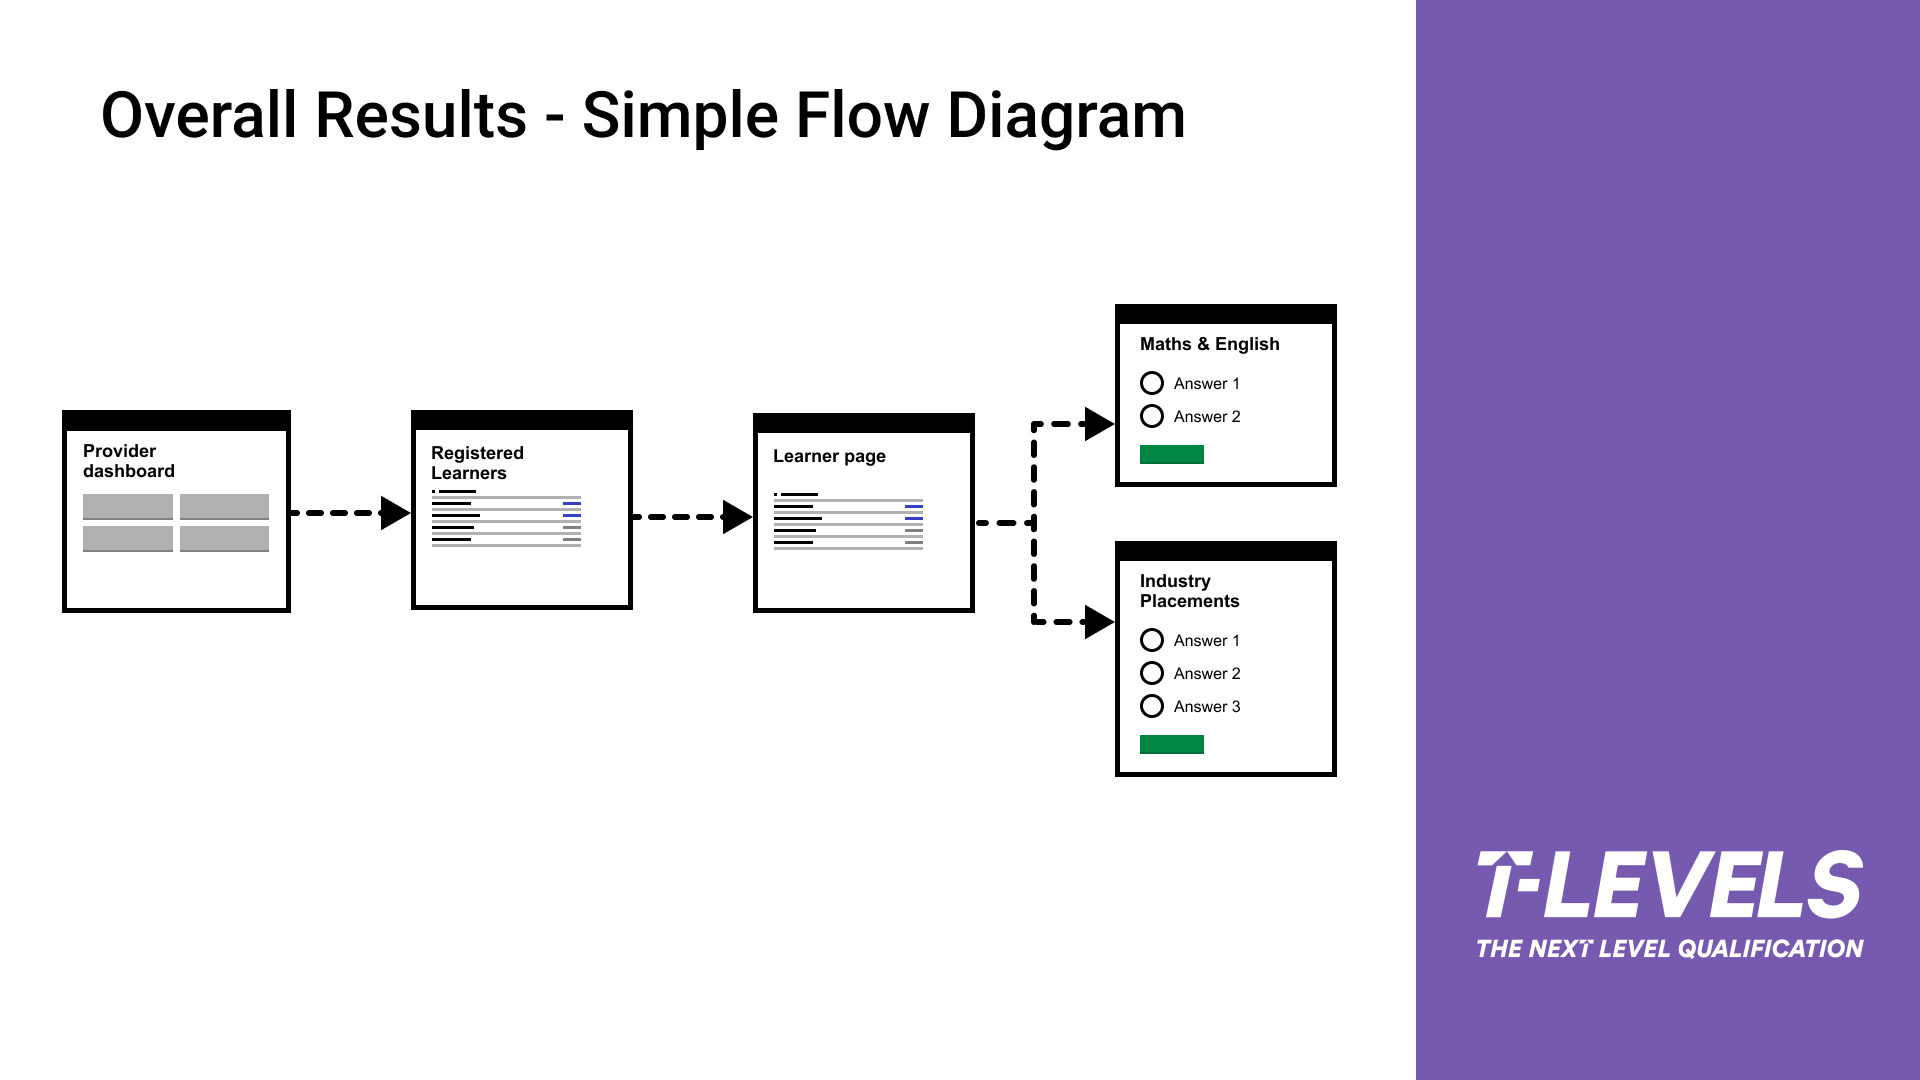 Overall Results - Simple Flow Diagram
Provider
dashboard
Registered
Learners
Learner page
Maths & English
Answer 1
Answer 2
Industry
Placements
Answer 1
Answer 2
Answer 3
T-LEVELS
THE NEXT LEVEL QUALIFICATION